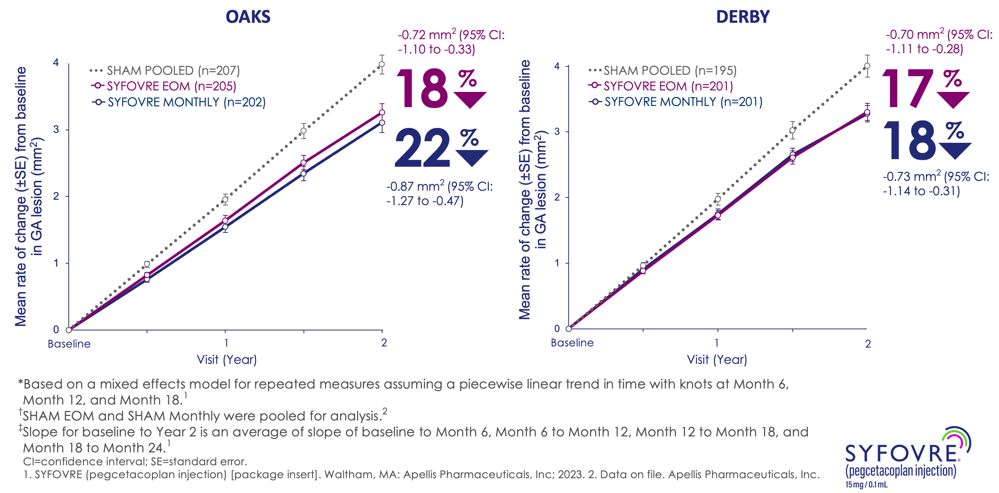 OAKS
-0.72 mm² (95% CI:
-1.10 to -0.33)
18%
22%
-0.87 mm² (95% CI:
-1.27 to -0.47)
SHAM POOLED (n=207)
SYFOVRE EOM (n=205)
SYFOVRE MONTHLY (n=202)
Mean rate of change (±SE) from baseline
in GA lesion (mm²)
4
3
2
1
0
Baseline
1
2
Visit (Year)
DERBY
-0.70 mm² (95% CI:
-1.11 to -0.28)
17%
18%
-0.73 mm² (95% CI:
-1.14 to -0.31)
SHAM POOLED (n=195)
SYFOVRE EOM (n=201)
SYFOVRE MONTHLY (n=201)
Mean rate of change (±SE) from baseline
in GA lesion (mm²)
4
3
2
1
0
Baseline
1
2
Visit (Year)
*Based on a mixed effects model for repeated measures assuming a piecewise linear trend in time with knots at Month 6,
Month 12, and Month 18.¹
†SHAM EOM and SHAM Monthly were pooled for analysis.²
‡Slope for baseline to Year 2 is an average of slope of baseline to Month 6, Month 6 to Month 12, Month 12 to Month 18, and
Month 18 to Month 24.¹
CI=confidence interval; SE=standard error.
1. SYFOVRE (pegcetacoplan injection) [package insert]. Waltham, MA: Apellis Pharmaceuticals, Inc; 2023. 2. Data on file. Apellis Pharmaceuticals, Inc.
SYFOVRE®
(pegcetacoplan injection)
15 mg / 0.1 mL